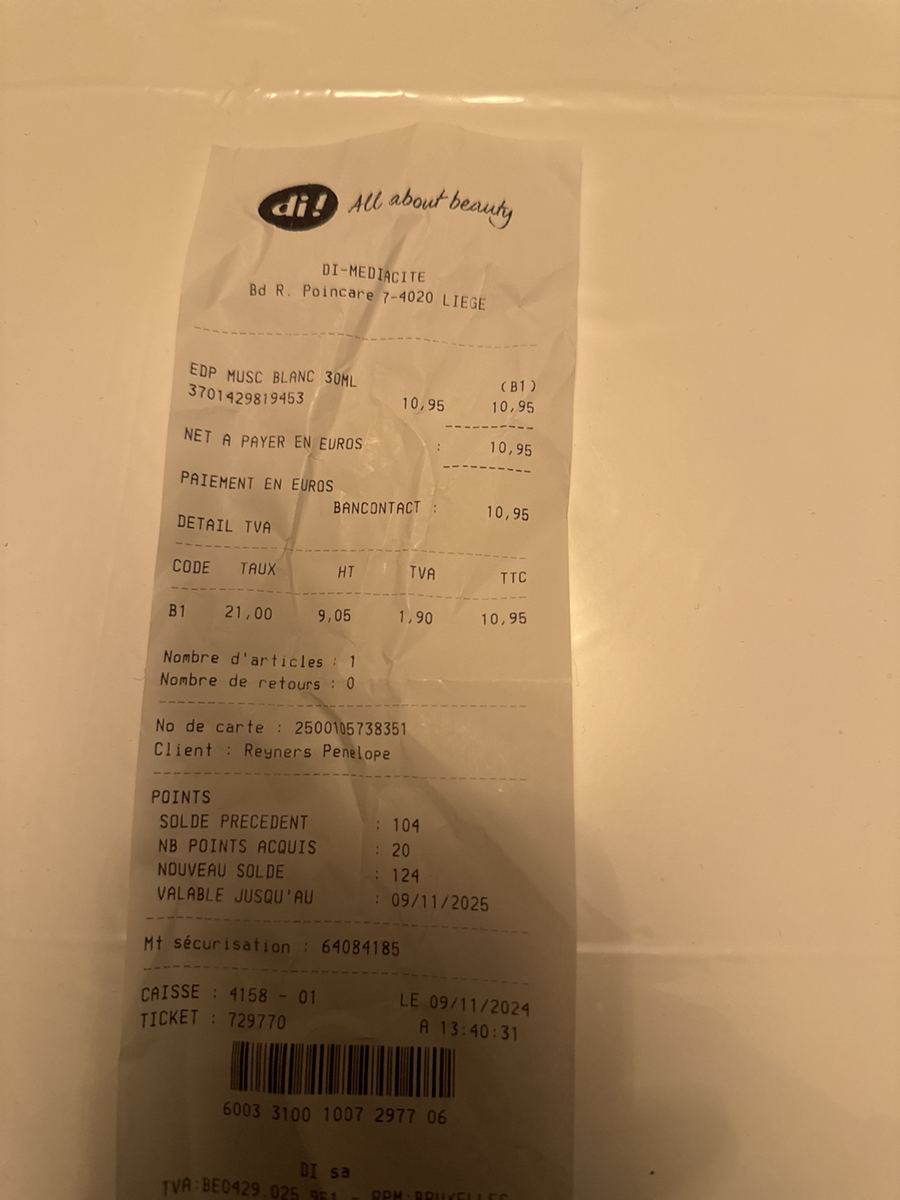 di! All about beauty
DI-MEDIACITE
Bd R. Poincare 7-4020 LIEGE
EDP MUSC BLANC 30ML (B1)
3701429819453 10,95 10,95
NET A PAYER EN EUROS : 10,95
PAIEMENT EN EUROS
BANCONTACT : 10,95
DETAIL TVA
CODE TAUX HT TVA TTC
B1 21,00 9,05 1,90 10,95
Nombre d'articles : 1
Nombre de retours : 0
No de carte : 2500105738351
Client : Reyners Penelope
POINTS
SOLDE PRECEDENT : 104
NB POINTS ACQUIS : 20
NOUVEAU SOLDE : 124
VALABLE JUSQU'AU : 09/11/2025
Mt sécurisation : 64084185
CAISSE : 4158 - 01 LE 09/11/2024
TICKET : 729770 A 13:40:31
6003 3100 1007 2977 06
DI sa
TVA:BE0429.025 - RPM:BRUXELLES